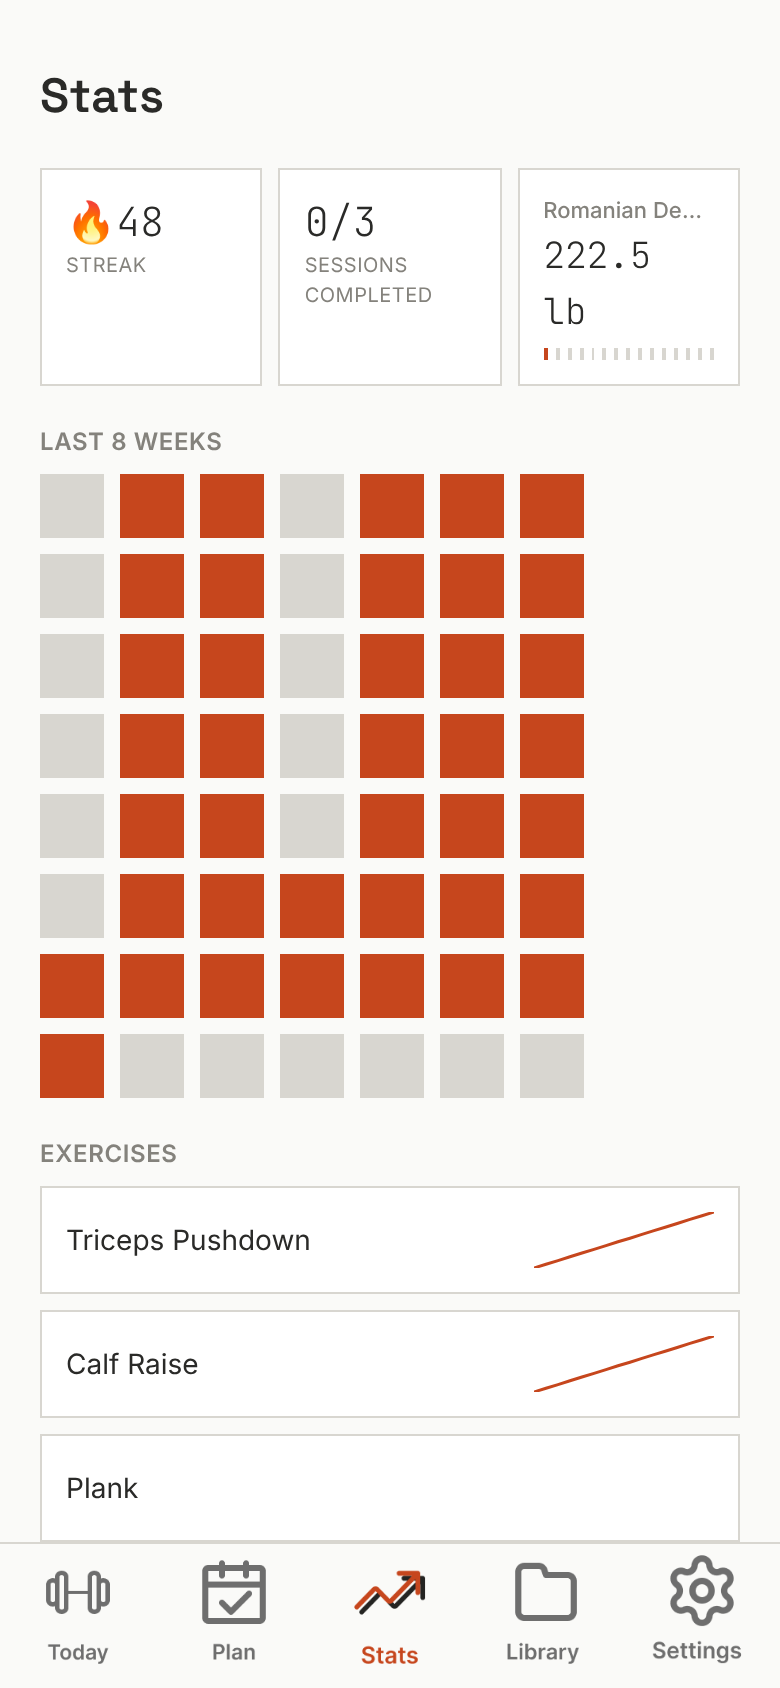 Stats
🔥48
STREAK
0/3
SESSIONS
COMPLETED
Romanian De...
222.5
lb
LAST 8 WEEKS
EXERCISES
Triceps Pushdown
Calf Raise
Plank
Today
Plan
Stats
Library
Settings